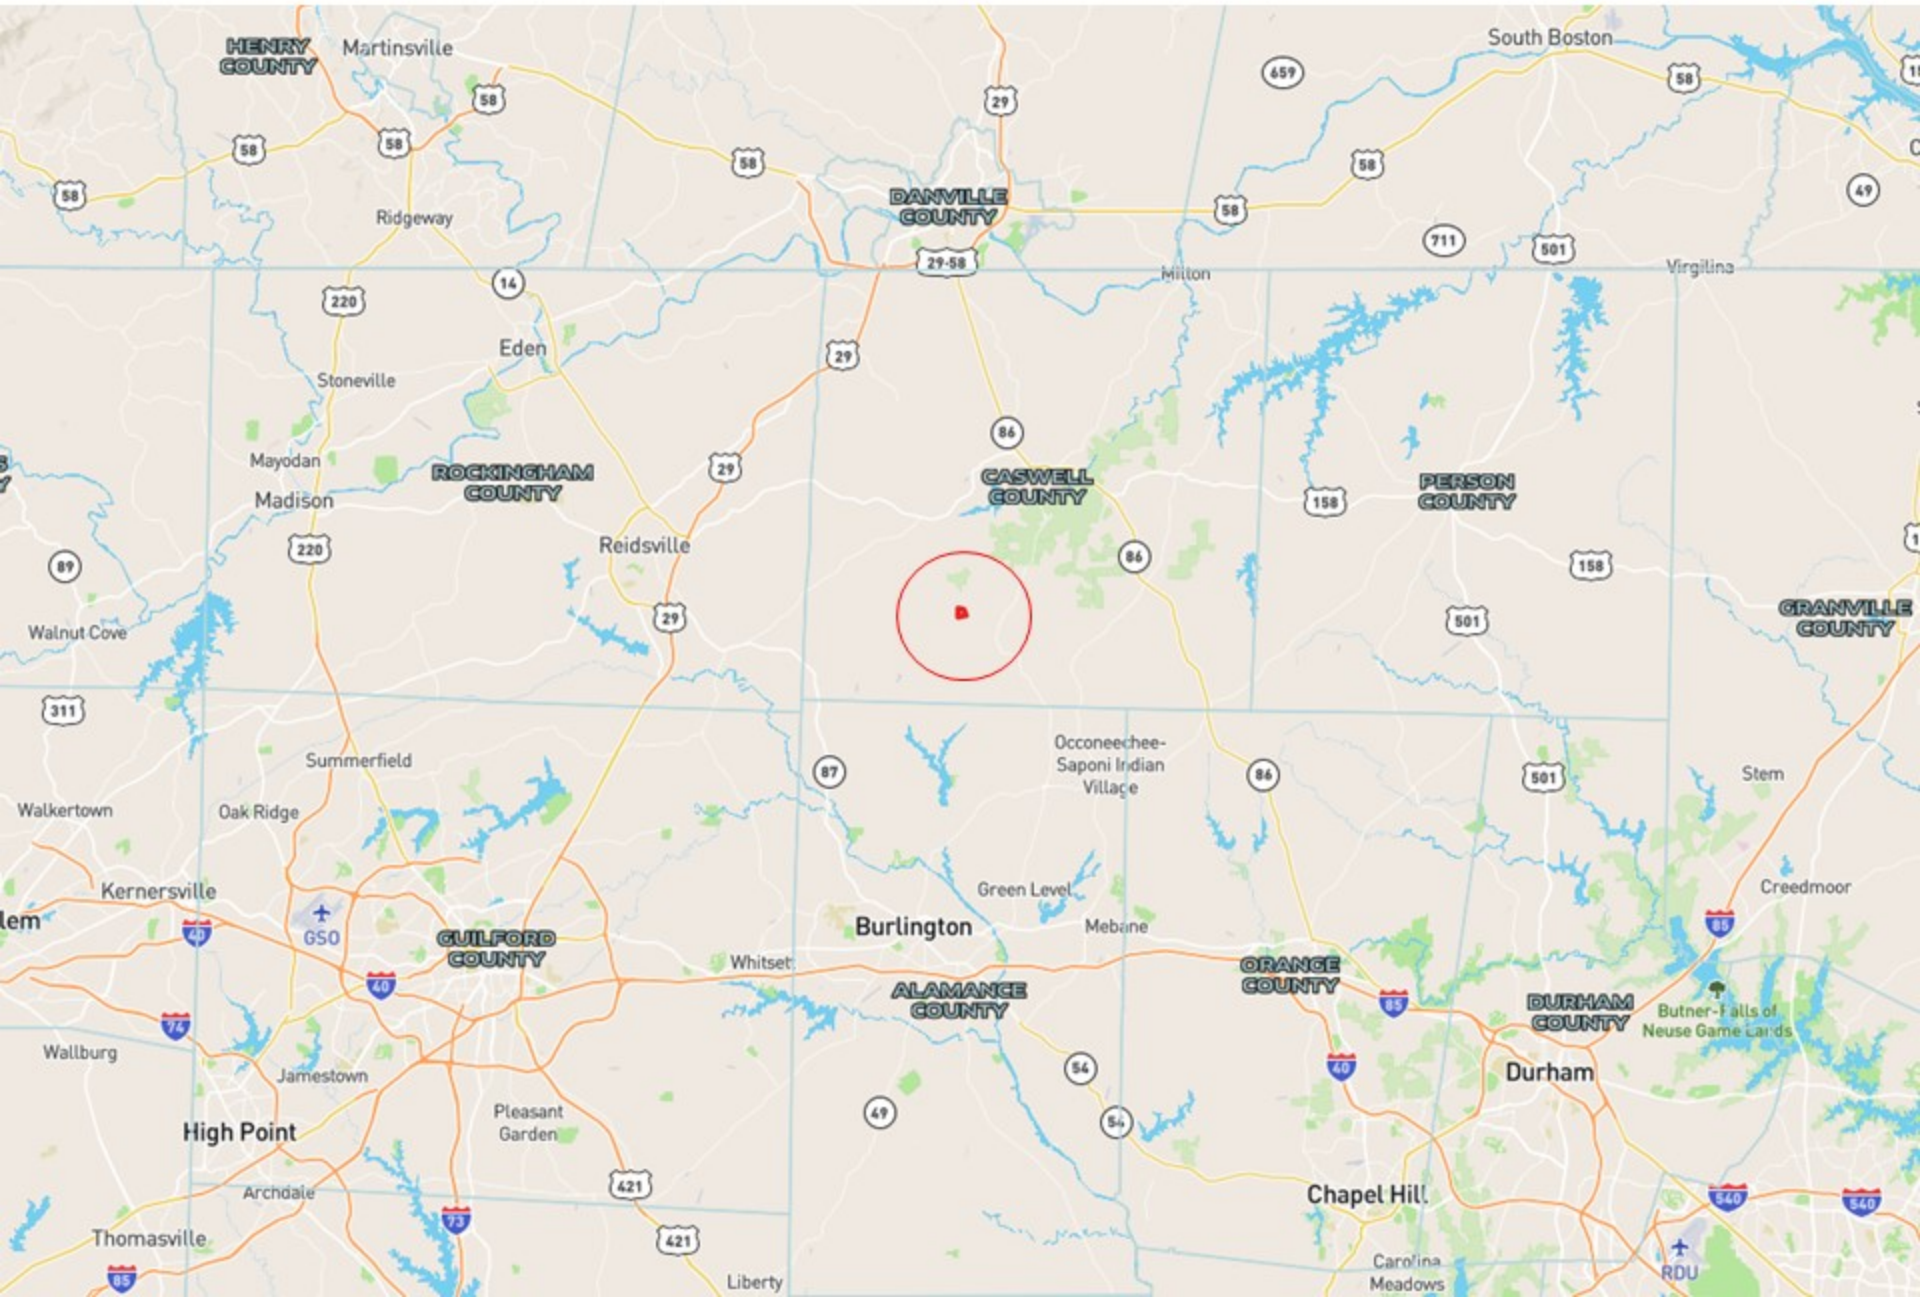 HENRY
COUNTY
Martinsville
South Boston
659
58
58
29
58
58
58
58
58
58
49
DANVILLE
COUNTY
58
Ridgeway
711
501
29-58
Milton
Virgilina
14
220
Eden
29
Stoneville
86
Mayodan
29
ROCKINGHAM
COUNTY
CASWELL
COUNTY
PERSON
COUNTY
Madison
158
220
Reidsville
86
89
158
29
501
GRANVILLE
COUNTY
Walnut Cove
311
Occoneechee-
Saponi Indian
Village
Summerfield
87
86
501
Stem
Walkertown
Oak Ridge
Kernersville
Green Level
Creedmoor
lem
40
GSO
Burlington
Mebane
85
GUILFORD
COUNTY
Whitsett
40
ORANGE
COUNTY
ALAMANCE
COUNTY
85
DURHAM
COUNTY
Butner-Falls of
Neuse Game Lands
74
Wallburg
Jamestown
54
40
Durham
Pleasant
Garden
49
54
High Point
Archdale
421
Chapel Hill
540
540
73
Thomasville
421
RDU
85
Liberty
Carolina
Meadows